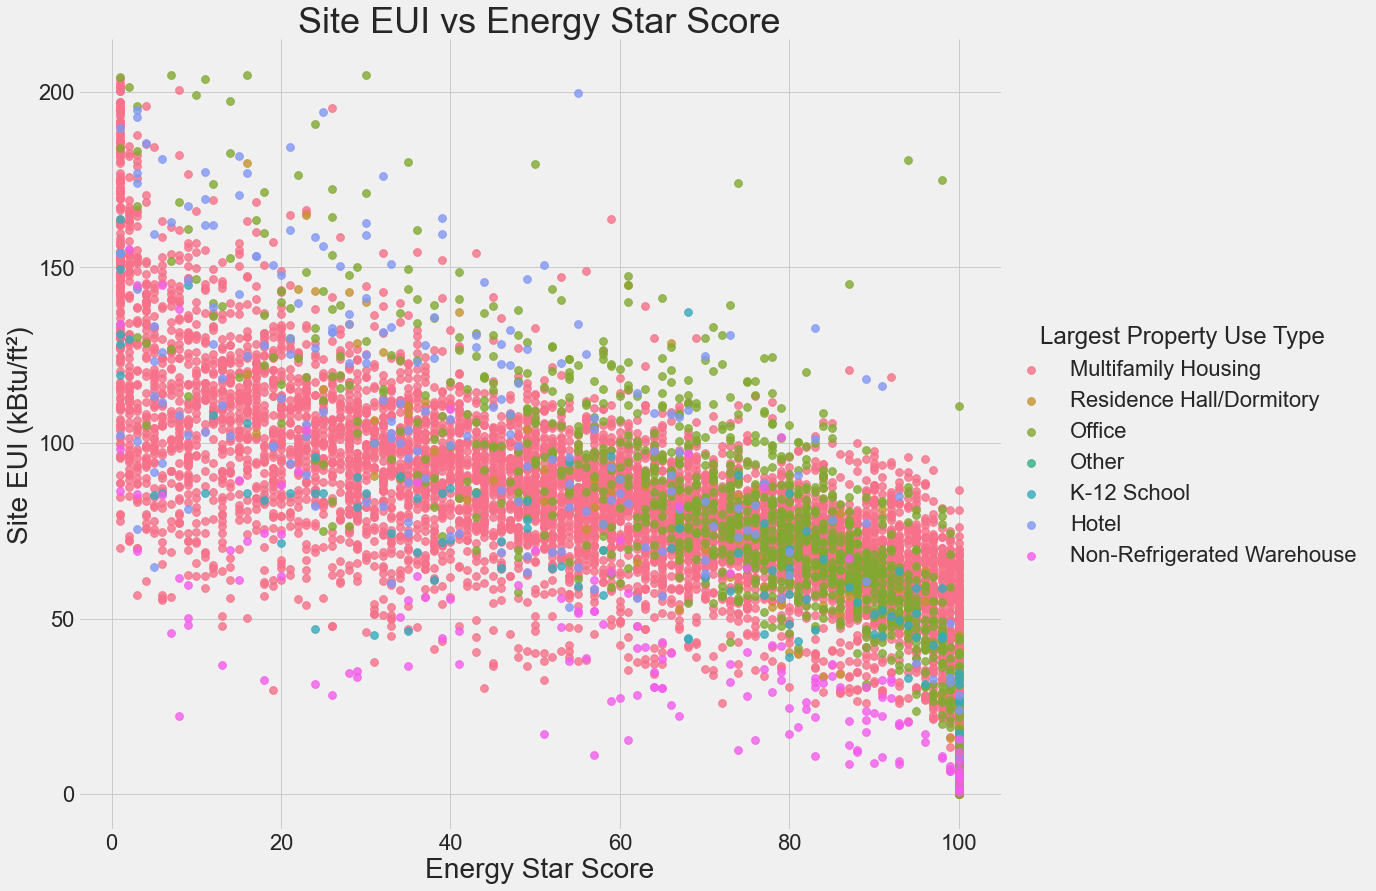 Site EUI vs Energy Star Score
Site EUI (kBtu/ft²)
200
150
100
50
0
0 20 40 60 80 100
Energy Star Score
Largest Property Use Type
Multifamily Housing
Residence Hall/Dormitory
Office
Other
K-12 School
Hotel
Non-Refrigerated Warehouse